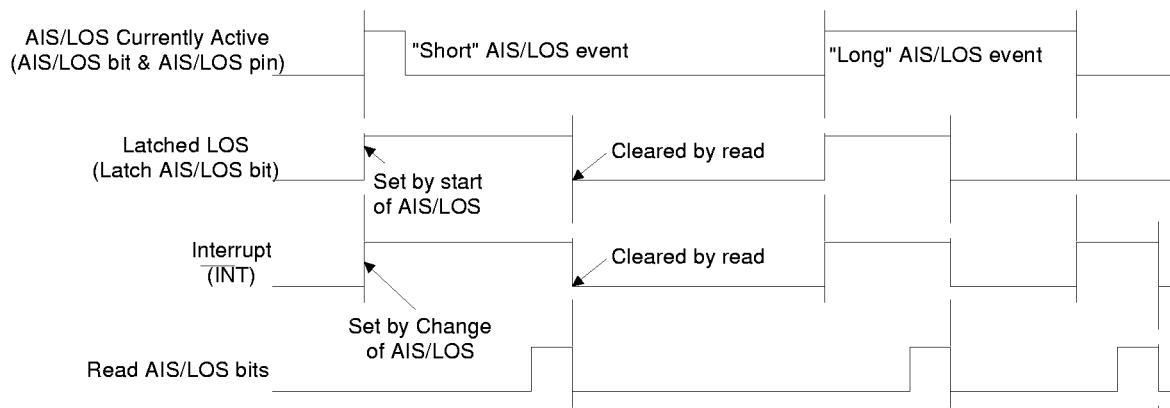 AIS/LOS Currently Active
(AIS/LOS bit & AIS/LOS pin)
"Short" AIS/LOS event
"Long" AIS/LOS event
Latched LOS
(Latch AIS/LOS bit)
Set by start
of AIS/LOS
Cleared by read
Interrupt
(INT)
Cleared by read
Set by Change
of AIS/LOS
Read AIS/LOS bits